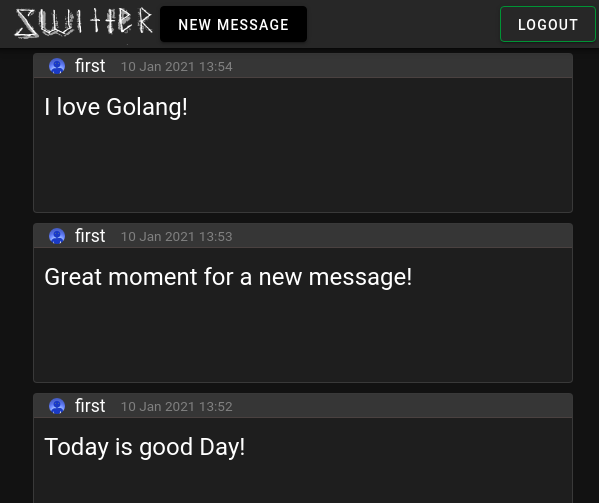 SWITTER NEW MESSAGE LOGOUT
first 10 Jan 2021 13:54
I love Golang!
first 10 Jan 2021 13:53
Great moment for a new message!
first 10 Jan 2021 13:52
Today is good Day!